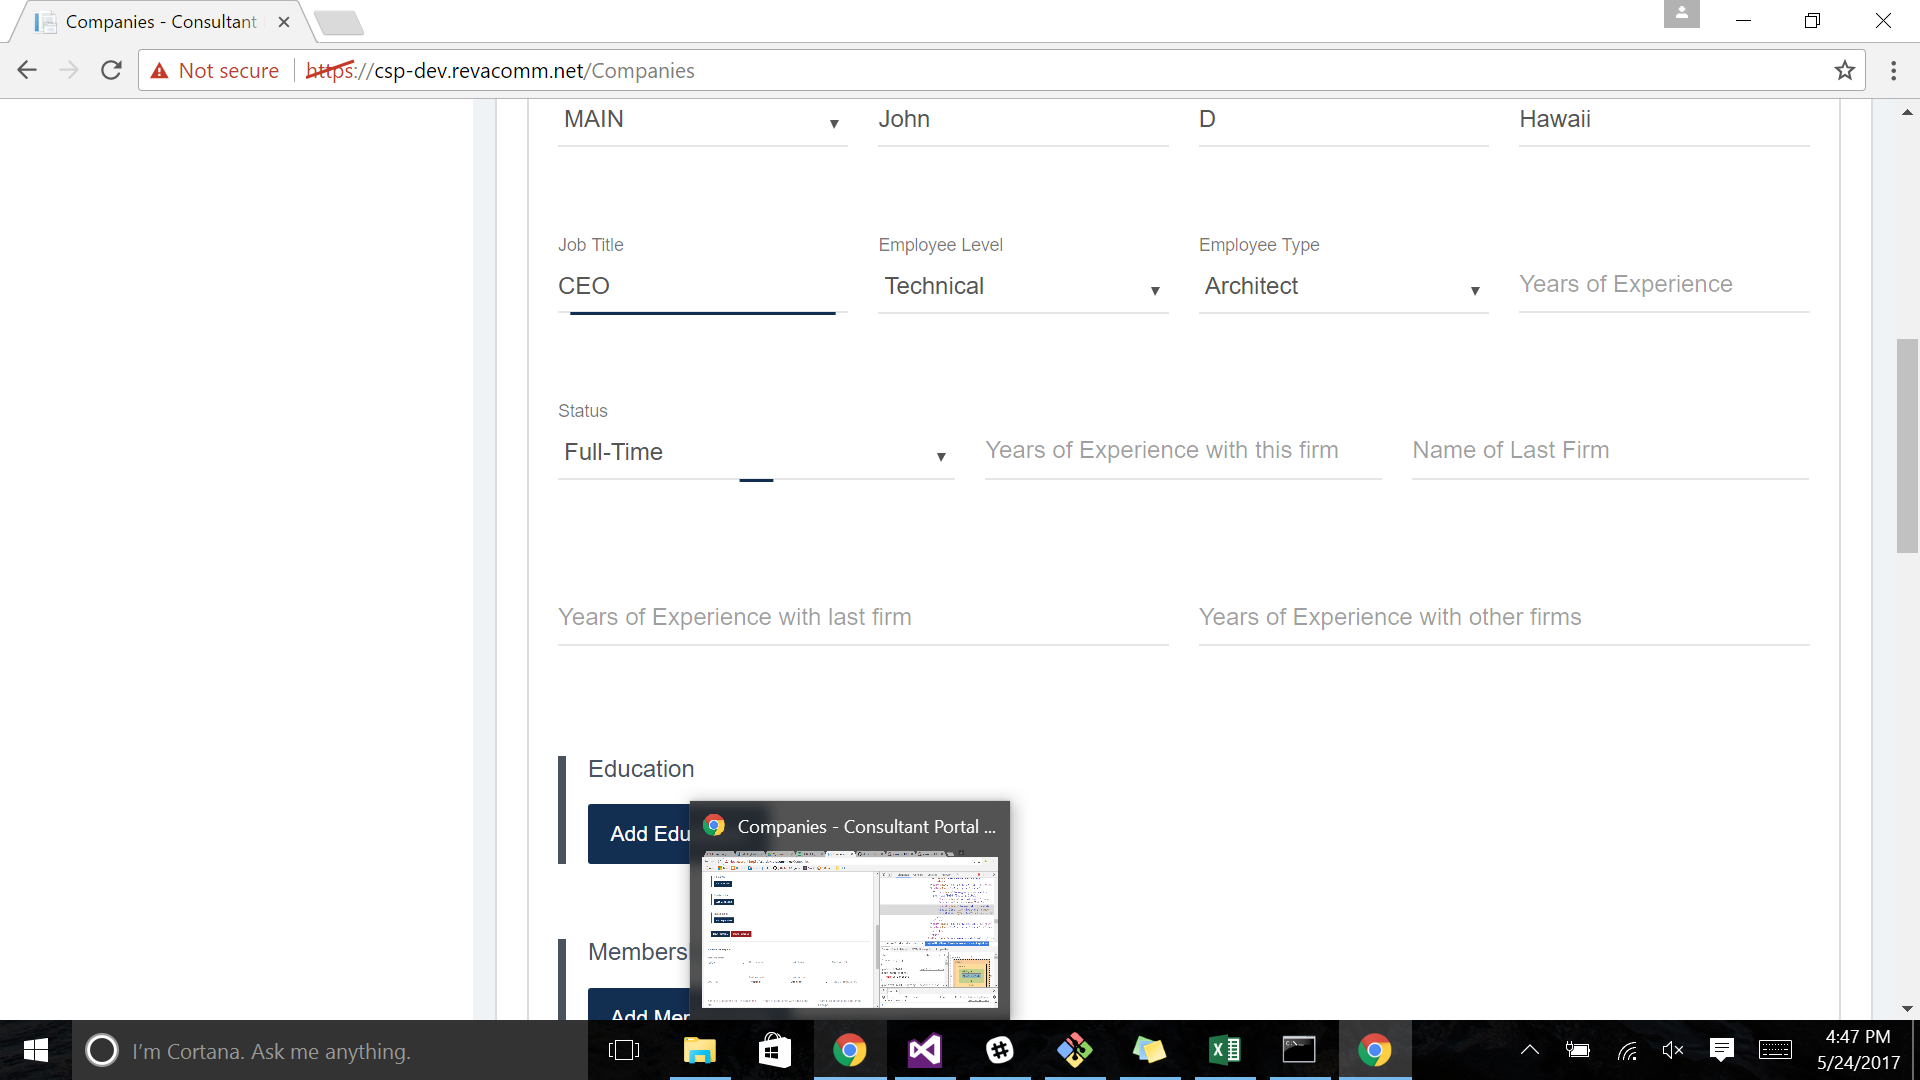 Companies - Consultant
Not secure https://csp-dev.revacomm.net/Companies
MAIN John D Hawaii
Job Title Employee Level Employee Type
CEO Technical Architect Years of Experience
Status
Full-Time Years of Experience with this firm Name of Last Firm
Years of Experience with last firm Years of Experience with other firms
Education
Add Edu
Companies - Consultant Portal ...
Members
Add Mer
I'm Cortana. Ask me anything.
4:47 PM
5/24/2017